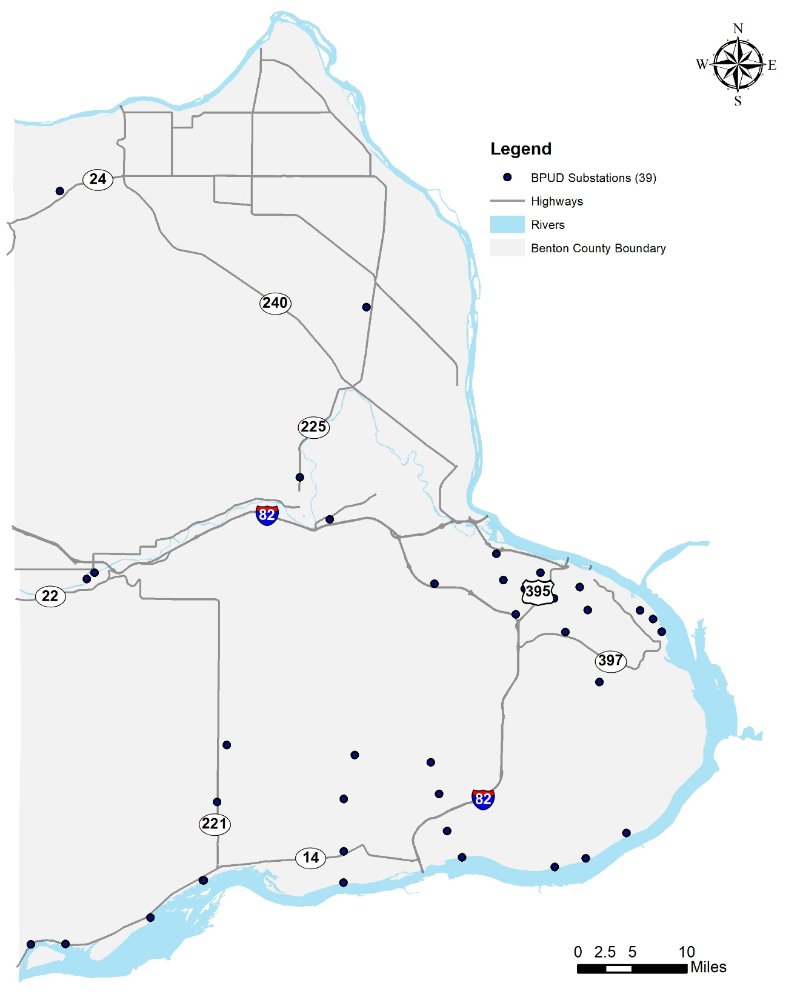 N
W E
S
Legend
BPUD Substations (39)
Highways
Rivers
Benton County Boundary
24
240
225
82
22
395
397
82
221
14
0 2.5 5 10
Miles